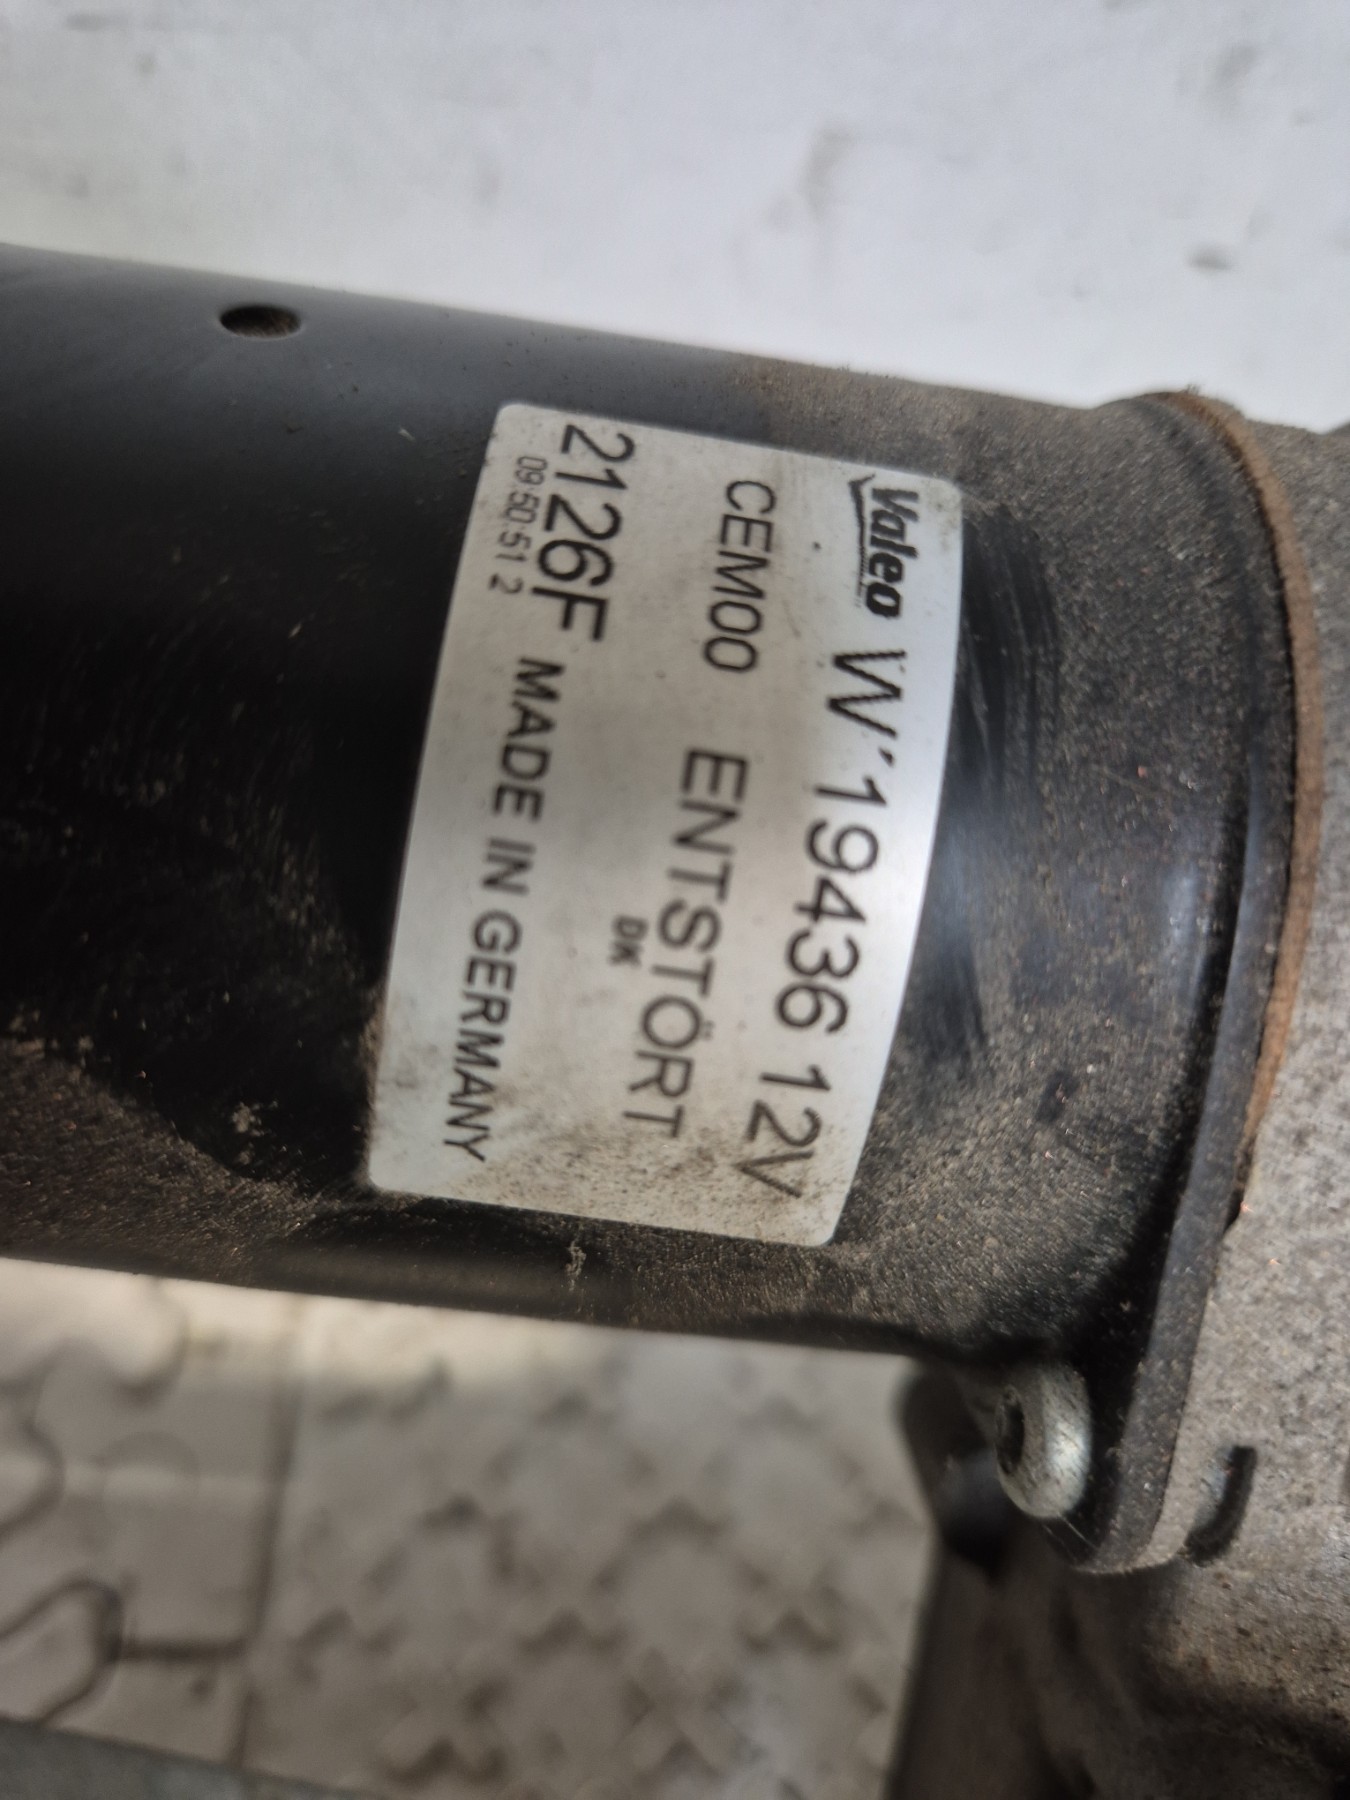 Valeo W 19436 12V
CEM00 ENTSTÖRT
DK
2126F MADE IN GERMANY
09:50:51 2